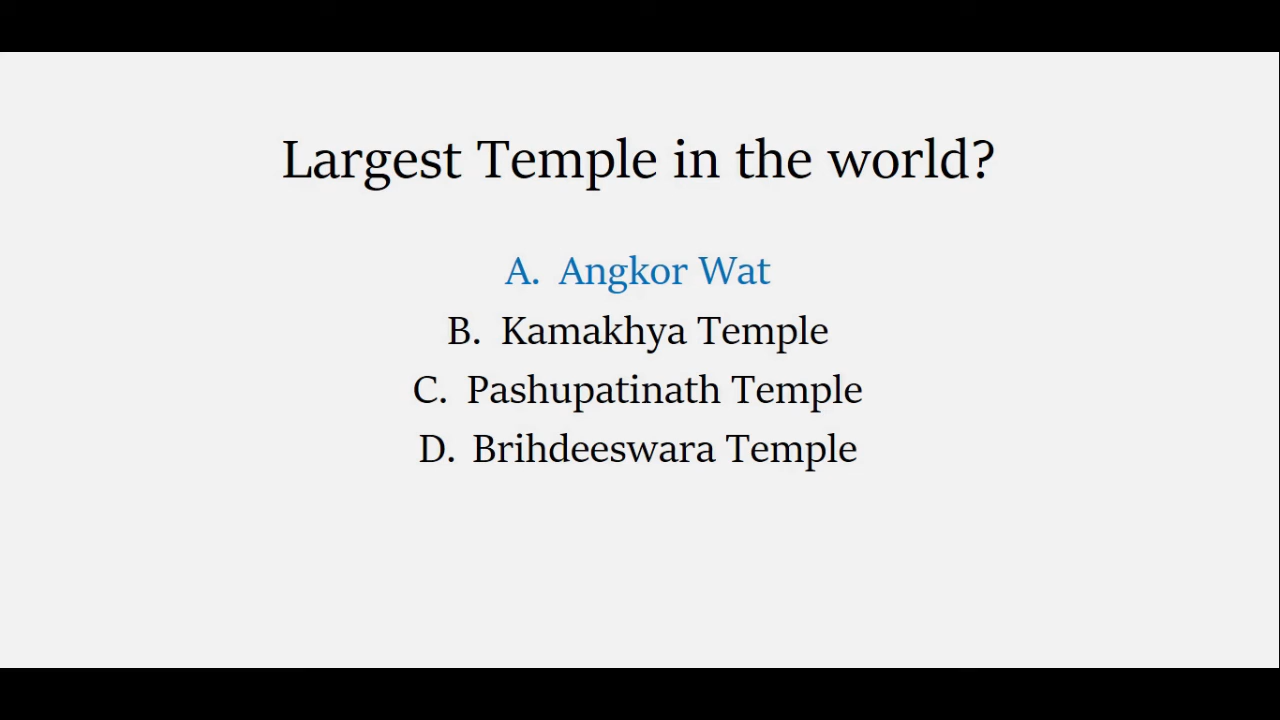 Largest Temple in the world?
A. Angkor Wat
B. Kamakhya Temple
C. Pashupatinath Temple
D. Brihdeeswara Temple